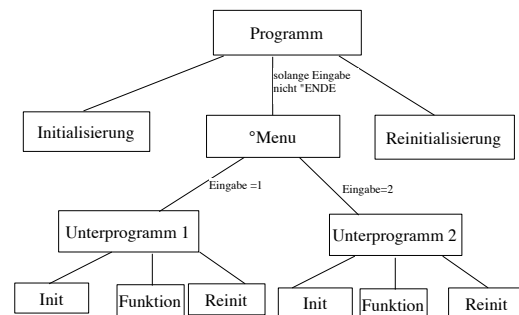 Programm
solange Eingabe
nicht "ENDE
Initialisierung
°Menu
Reinitialisierung
Eingabe =1
Eingabe=2
Unterprogramm 1
Unterprogramm 2
Init
Funktion
Reinit
Init
Funktion
Reinit